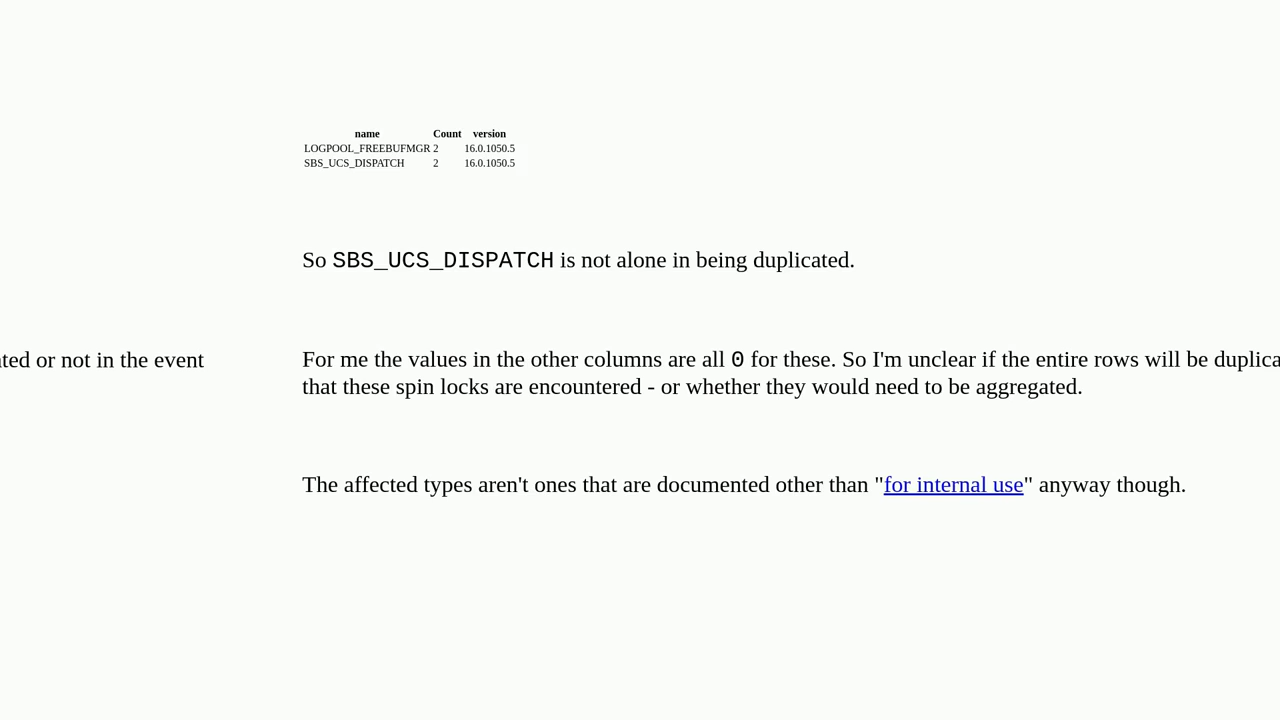 name Count version
LOGPOOL_FREEBUFMGR 2 16.0.1050.5
SBS_UCS_DISPATCH 2 16.0.1050.5
So SBS_UCS_DISPATCH is not alone in being duplicated.
For me the values in the other columns are all 0 for these. So I'm unclear if the entire rows will be duplica
ted or not in the event
that these spin locks are encountered - or whether they would need to be aggregated.
The affected types aren't ones that are documented other than "for internal use" anyway though.